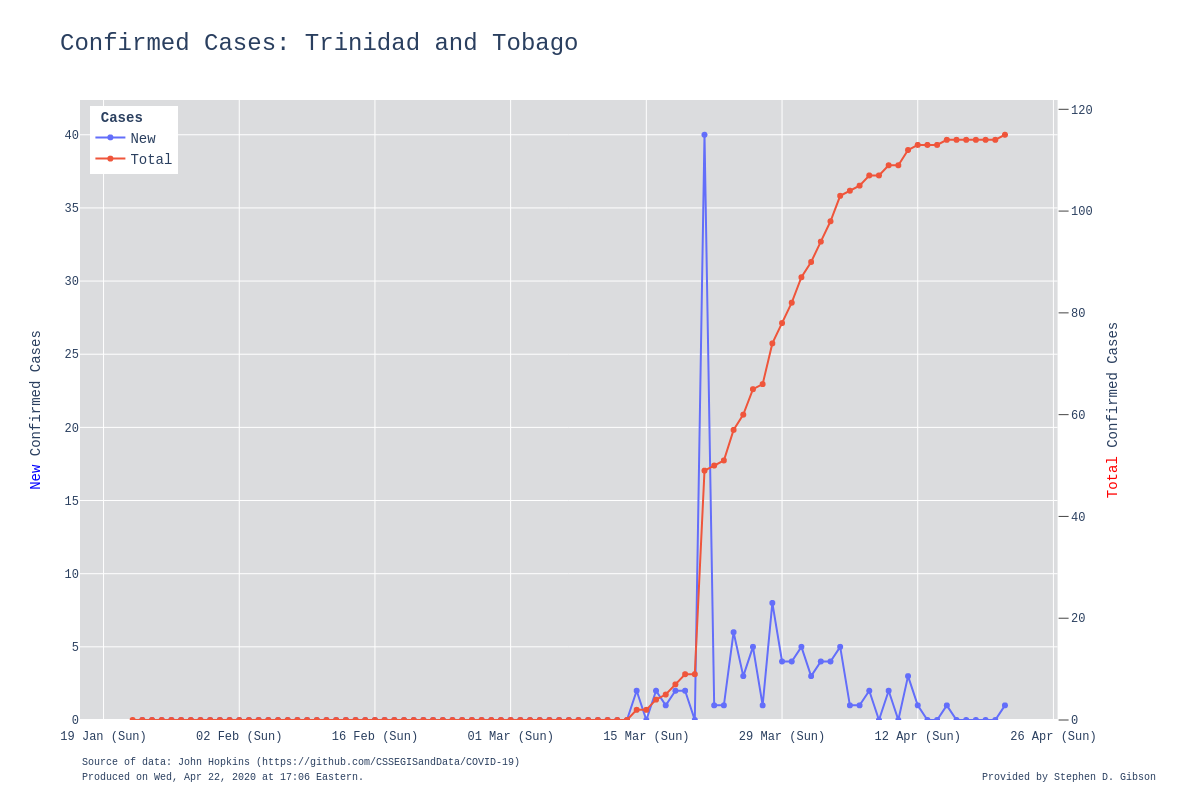 Confirmed Cases: Trinidad and Tobago
Cases
New
Total
40
35
30
25
20
15
10
5
0
120
100
80
60
40
20
0
New Confirmed Cases
Total Confirmed Cases
19 Jan (Sun) 02 Feb (Sun) 16 Feb (Sun) 01 Mar (Sun) 15 Mar (Sun) 29 Mar (Sun) 12 Apr (Sun) 26 Apr (Sun)
Source of data: John Hopkins (https://github.com/CSSEGISandData/COVID-19)
Produced on Wed, Apr 22, 2020 at 17:06 Eastern.
Provided by Stephen D. Gibson